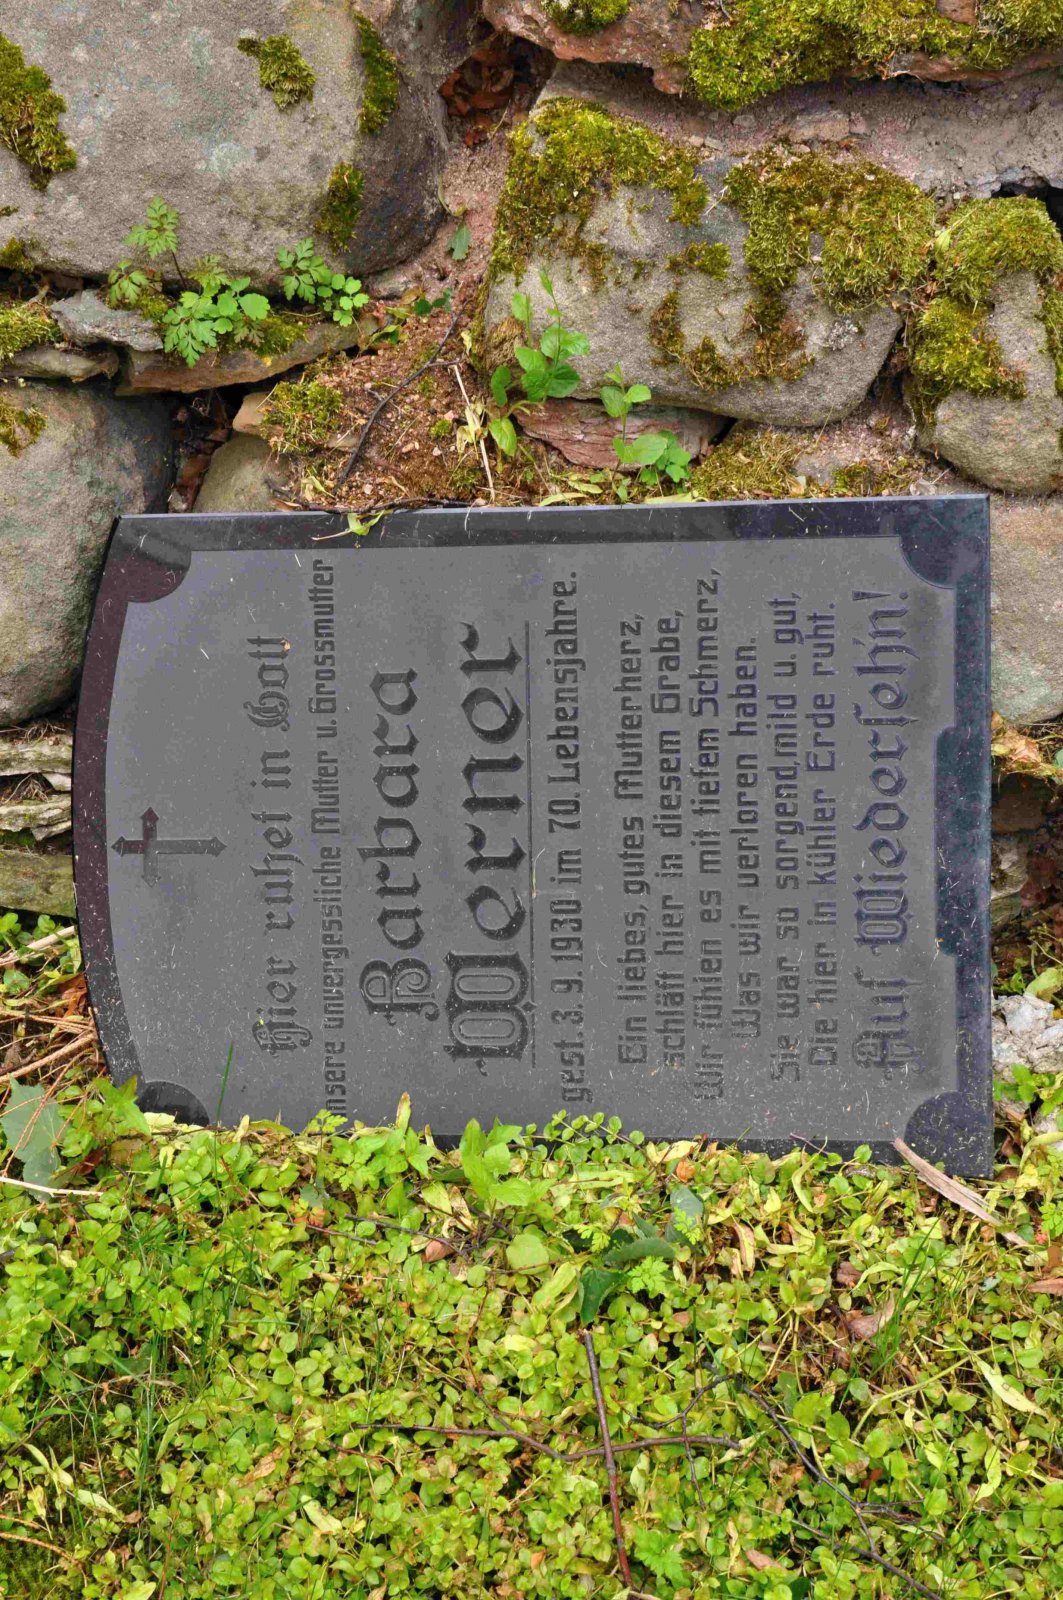 Hier ruhet in Gott
unsere unvergessliche Mutter u. Grossmutter
Barbara
Werner
gest. 3. 9. 1930 im 70. Lebensjahre.
Ein liebes, gutes Mutterherz,
schläft hier in diesem Grabe,
Wir fühlen es mit tiefem Schmerz,
Was wir verloren haben.
Sie war so sorgend, mild u. gut,
Die hier in kühler Erde ruht.
Auf Wiederseh'n!